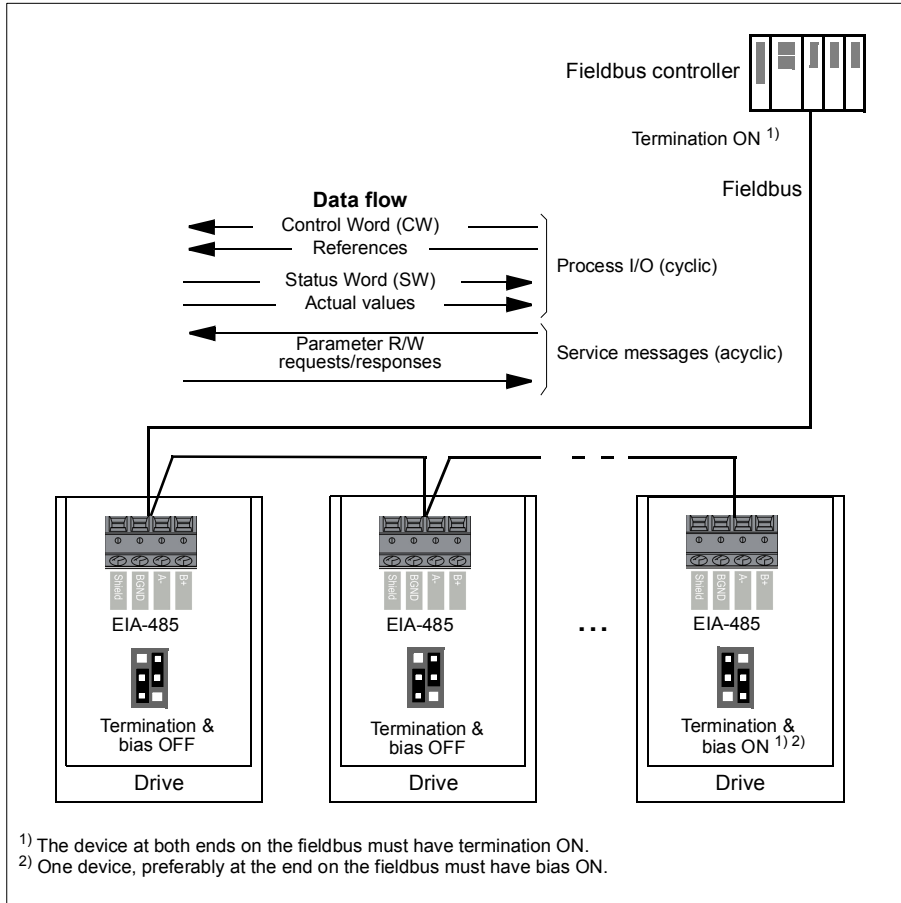 Fieldbus controller
Termination ON 1)
Fieldbus
Data flow
Control Word (CW)
References
Status Word (SW)
Actual values
Process I/O (cyclic)
Parameter R/W
requests/responses
Service messages (acyclic)
Shield
BGND
A-
B+
EIA-485
Termination &
bias OFF
Drive
Shield
BGND
A-
B+
EIA-485
Termination &
bias OFF
Drive
...
Shield
BGND
A-
B+
EIA-485
Termination &
bias ON 1) 2)
Drive
1) The device at both ends on the fieldbus must have termination ON.
2) One device, preferably at the end on the fieldbus must have bias ON.